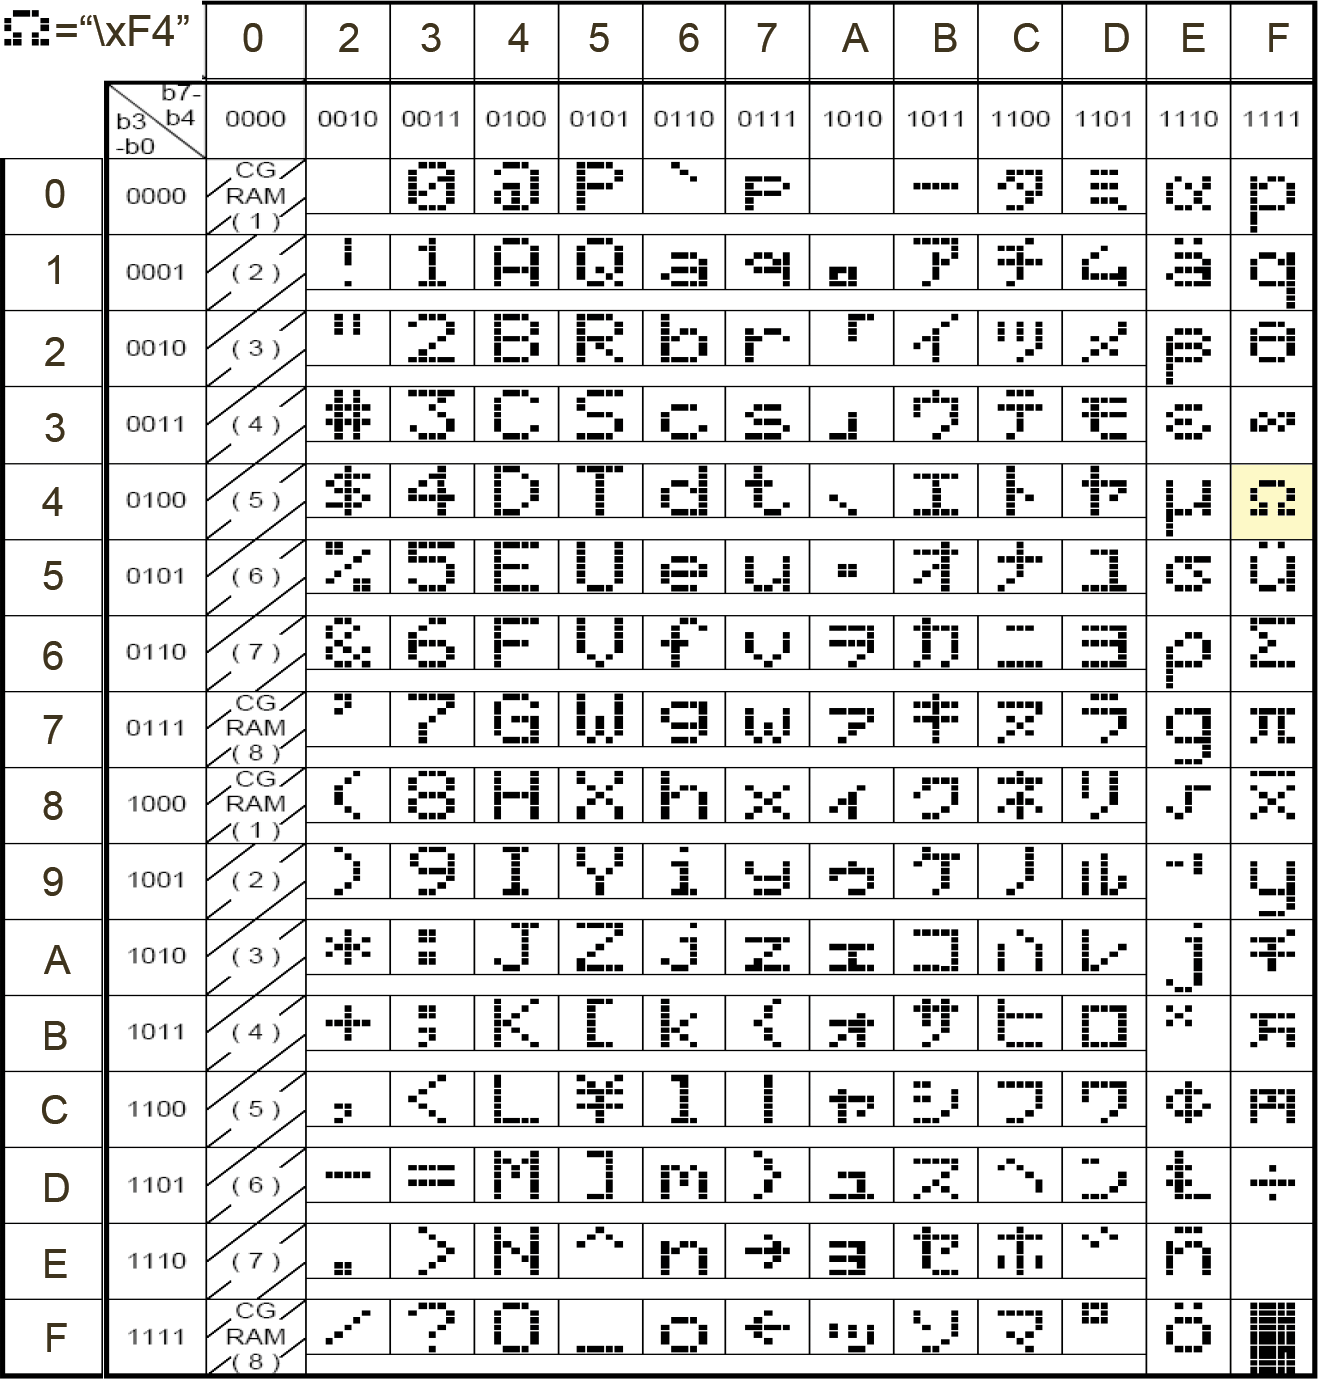 Ω=“\xF4” 0 2 3 4 5 6 7 A B C D E F
b7-
b4
b3
-b0
0000 0010 0011 0100 0101 0110 0111 1010 1011 1100 1101 1110 1111
0 0000 CG RAM (1) 0 @ P ` p ー タ ミ α p
1 0001 (2) ! 1 A Q a q 。 ア チ ム ä q
2 0010 (3) " 2 B R b r 「 イ ツ メ β θ
3 0011 (4) # 3 C S c s 」 ウ テ モ ε ∞
4 0100 (5) $ 4 D T d t 、 エ ト ヤ μ Ω
5 0101 (6) % 5 E U e u ・ オ ナ ユ σ ü
6 0110 (7) & 6 F V f v ヲ カ ニ ヨ ρ Σ
7 0111 CG RAM (8) ' 7 G W g w ァ キ ヌ ラ g π
8 1000 CG RAM (1) ( 8 H X h x ィ ク ネ リ √ x̄
9 1001 (2) ) 9 I Y i y ゥ ケ ノ ル ⁻¹ y
A 1010 (3) * : J Z j z ェ コ ハ レ j 千
B 1011 (4) + ; K [ k { ォ サ ヒ ロ ˣ 万
C 1100 (5) , < L ¥ l | ャ シ フ ワ ¢ 円
D 1101 (6) - = M ] m } ュ ス ヘ ン ŧ ÷
E 1110 (7) . > N ^ n → ョ セ ホ ゛ ñ
F 1111 CG RAM (8) / ? O _ o ← ッ ソ マ ゜ ö █